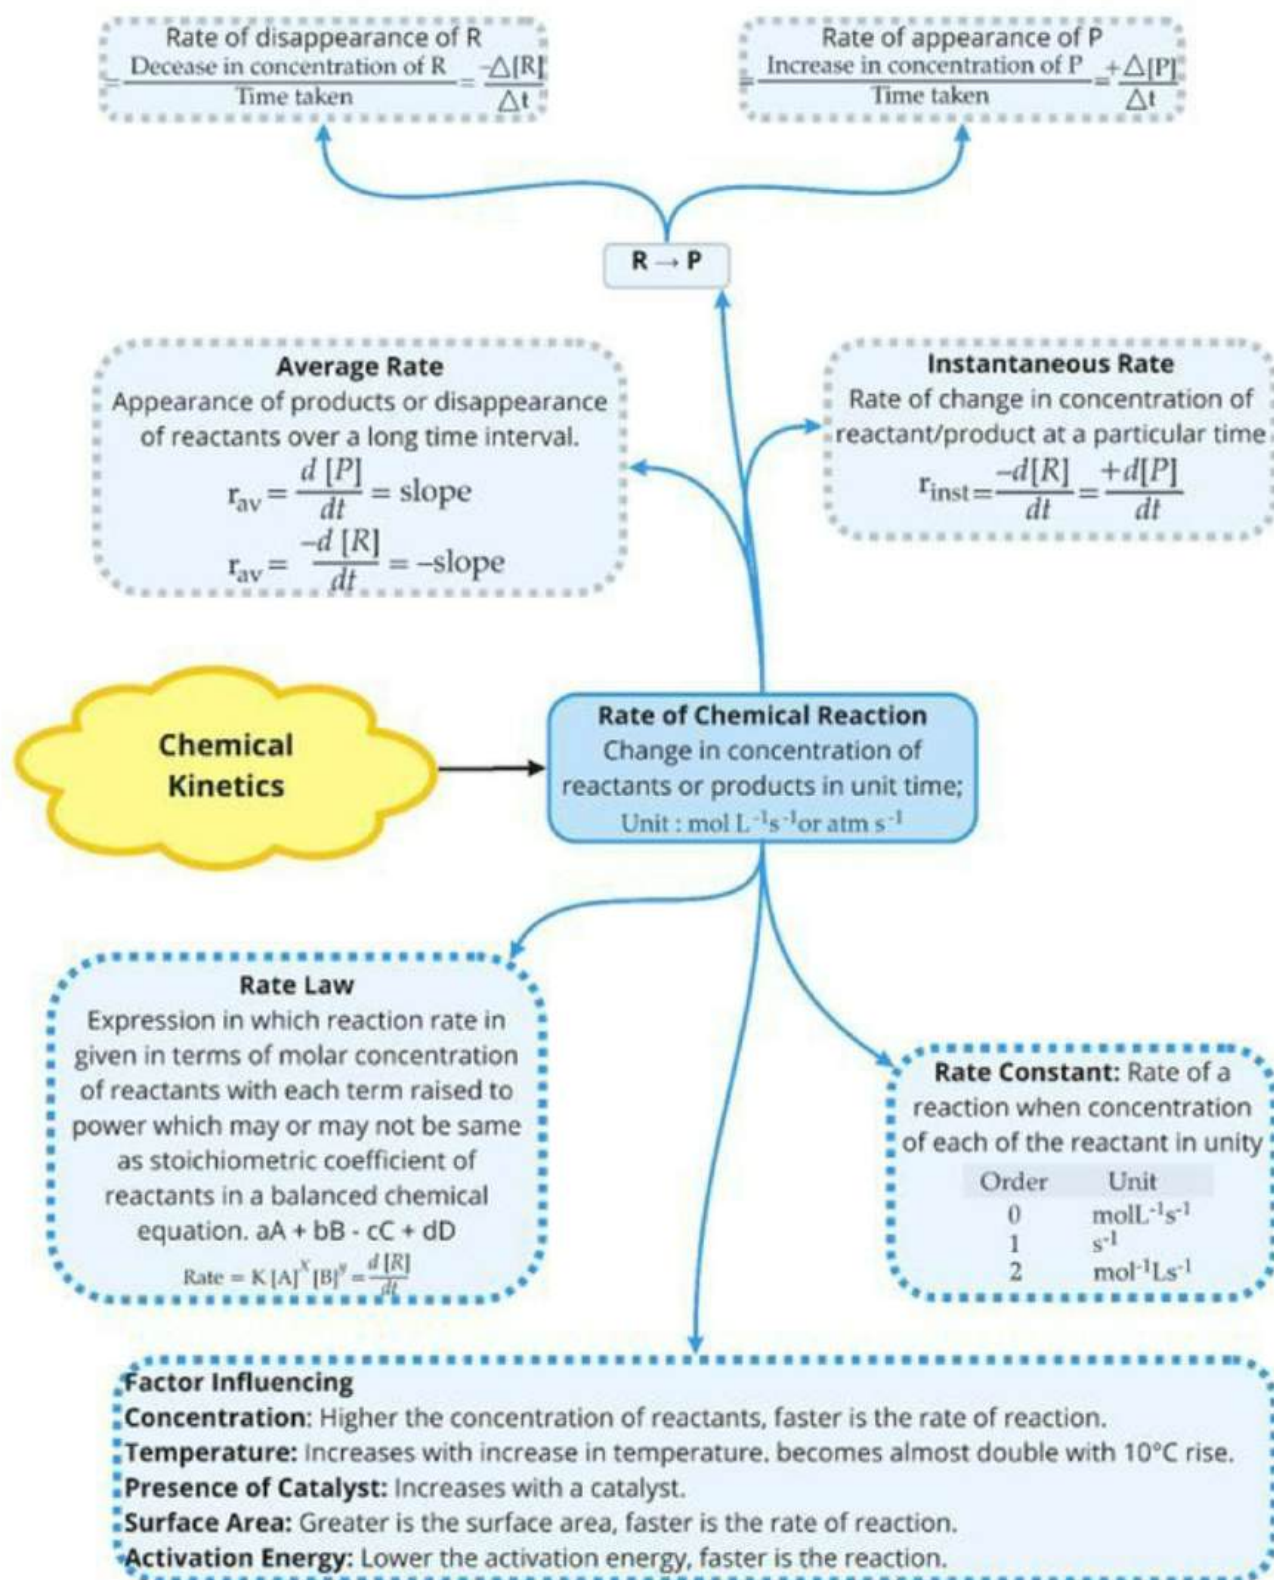 Rate of disappearance of R
= Decease in concentration of R / Time taken = -△[R] / △t
Rate of appearance of P
= Increase in concentration of P / Time taken = +△[P] / △t
R → P
Average Rate
Appearance of products or disappearance
of reactants over a long time interval.
r_av = d [P] / dt = slope
r_av = -d [R] / dt = -slope
Instantaneous Rate
Rate of change in concentration of
reactant/product at a particular time
r_inst = -d[R] / dt = +d[P] / dt
Chemical
Kinetics
Rate of Chemical Reaction
Change in concentration of
reactants or products in unit time;
Unit : mol L⁻¹s⁻¹or atm s⁻¹
Rate Law
Expression in which reaction rate in
given in terms of molar concentration
of reactants with each term raised to
power which may or may not be same
as stoichiometric coefficient of
reactants in a balanced chemical
equation. aA + bB - cC + dD
Rate = K [A]ˣ [B]ʸ = d [R] / dt
Rate Constant: Rate of a
reaction when concentration
of each of the reactant in unity
Order Unit
0 molL⁻¹s⁻¹
1 s⁻¹
2 mol⁻¹Ls⁻¹
Factor Influencing
Concentration: Higher the concentration of reactants, faster is the rate of reaction.
Temperature: Increases with increase in temperature. becomes almost double with 10°C rise.
Presence of Catalyst: Increases with a catalyst.
Surface Area: Greater is the surface area, faster is the rate of reaction.
Activation Energy: Lower the activation energy, faster is the reaction.